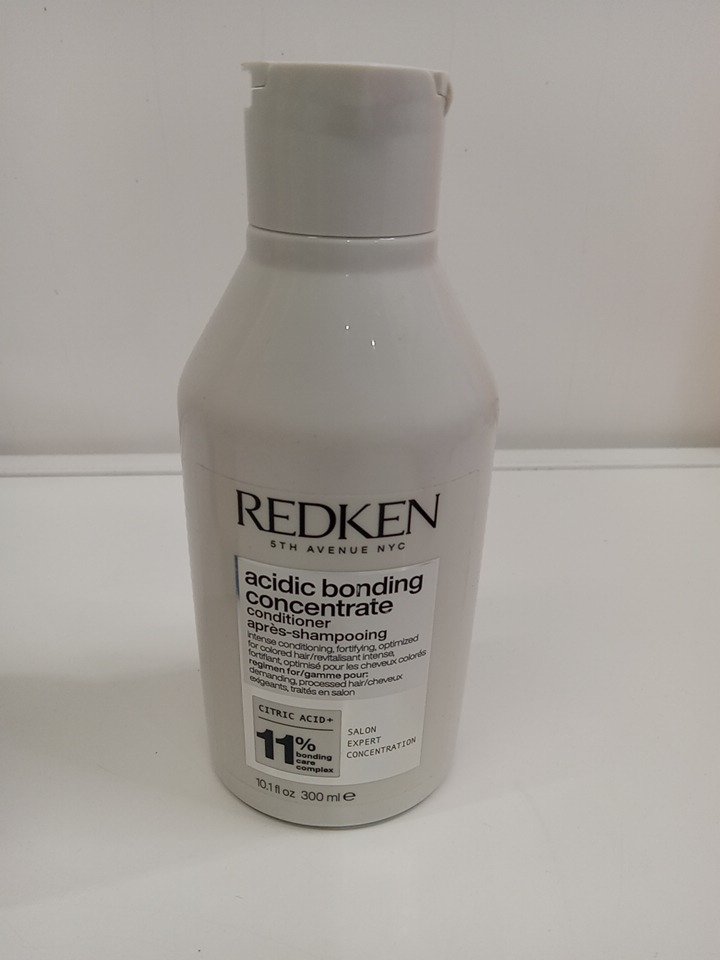 REDKEN
5TH AVENUE NYC
acidic bonding
concentrate
conditioner
après-shampooing
intense conditioning, fortifying, optimized
for colored hair/revitalisant intense,
fortifiant, optimisé pour les cheveux colorés
regimen for/gamme pour:
demanding, processed hair/cheveux
exigeants, traités en salon
CITRIC ACID+
11%
bonding
care
complex
SALON
EXPERT
CONCENTRATION
10.1 fl oz 300 ml e